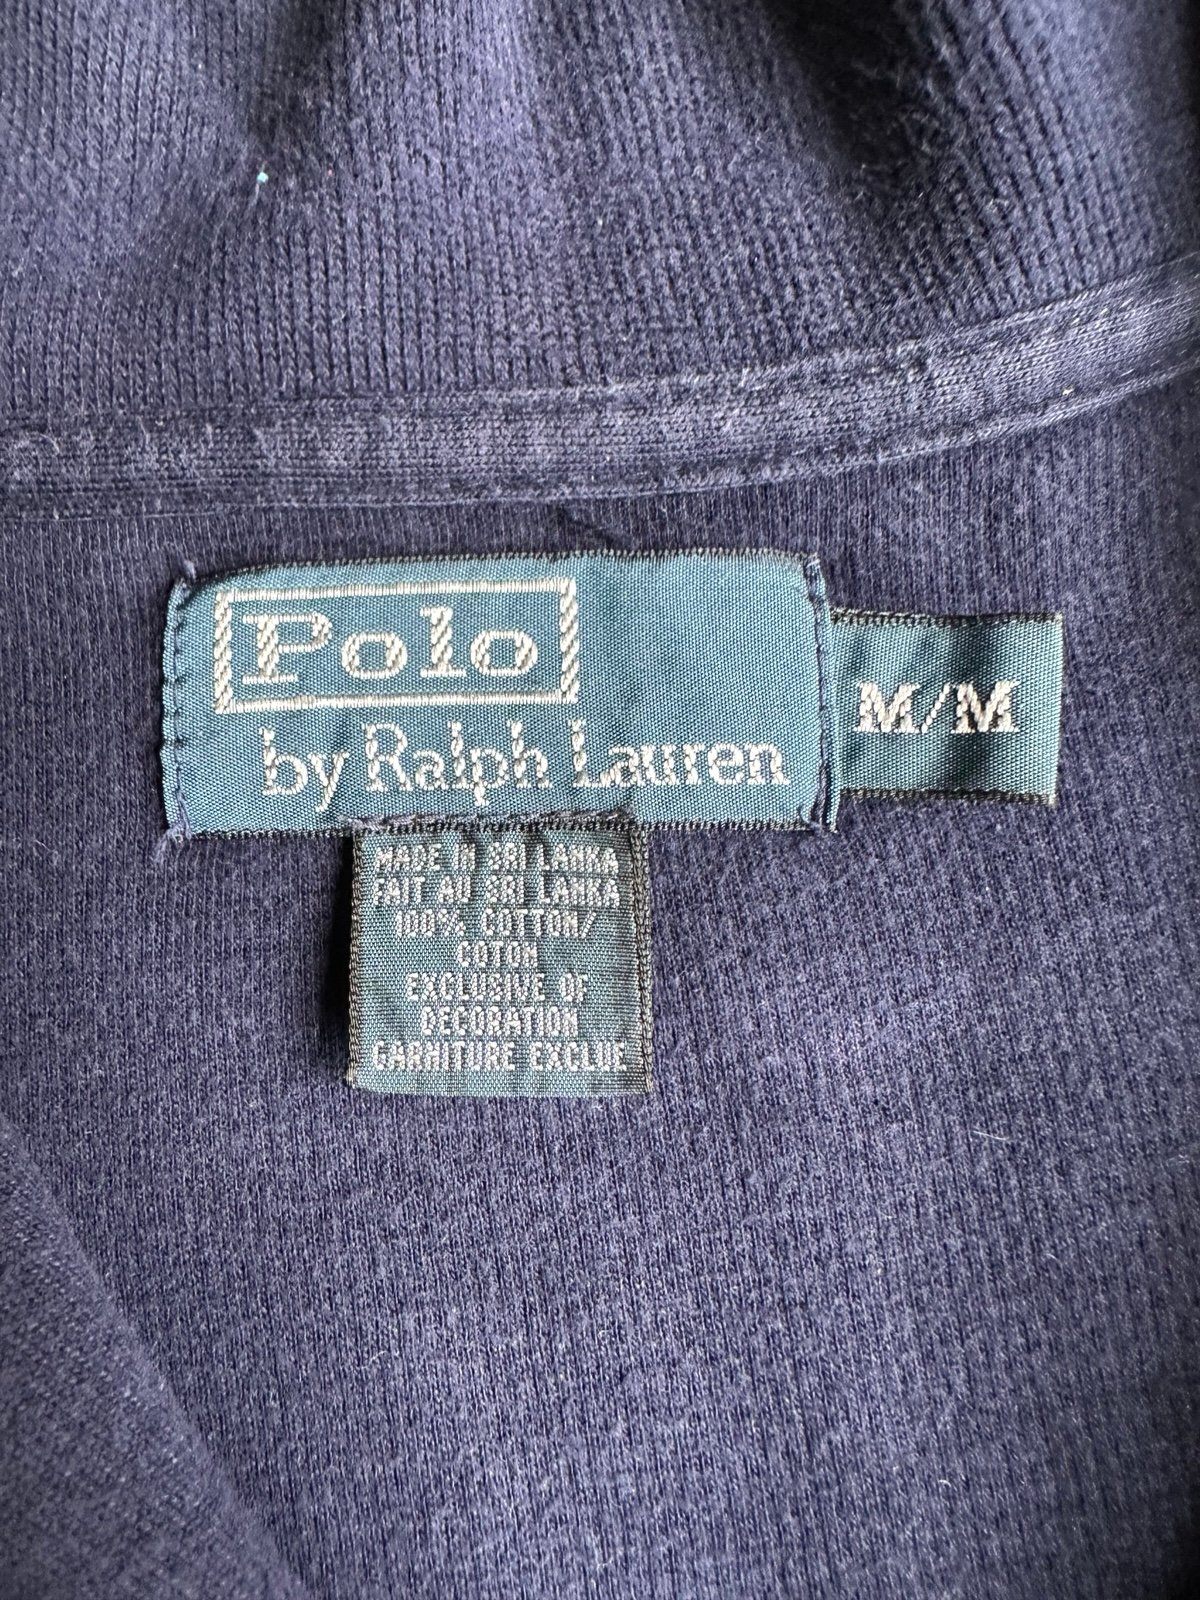 Polo
by Ralph Lauren
M/M
MADE IN SRI LANKA
FAIT AU SRI LANKA
100% COTTON/
COTON
EXCLUSIVE OF
DECORATION
GARNITURE EXCLUE